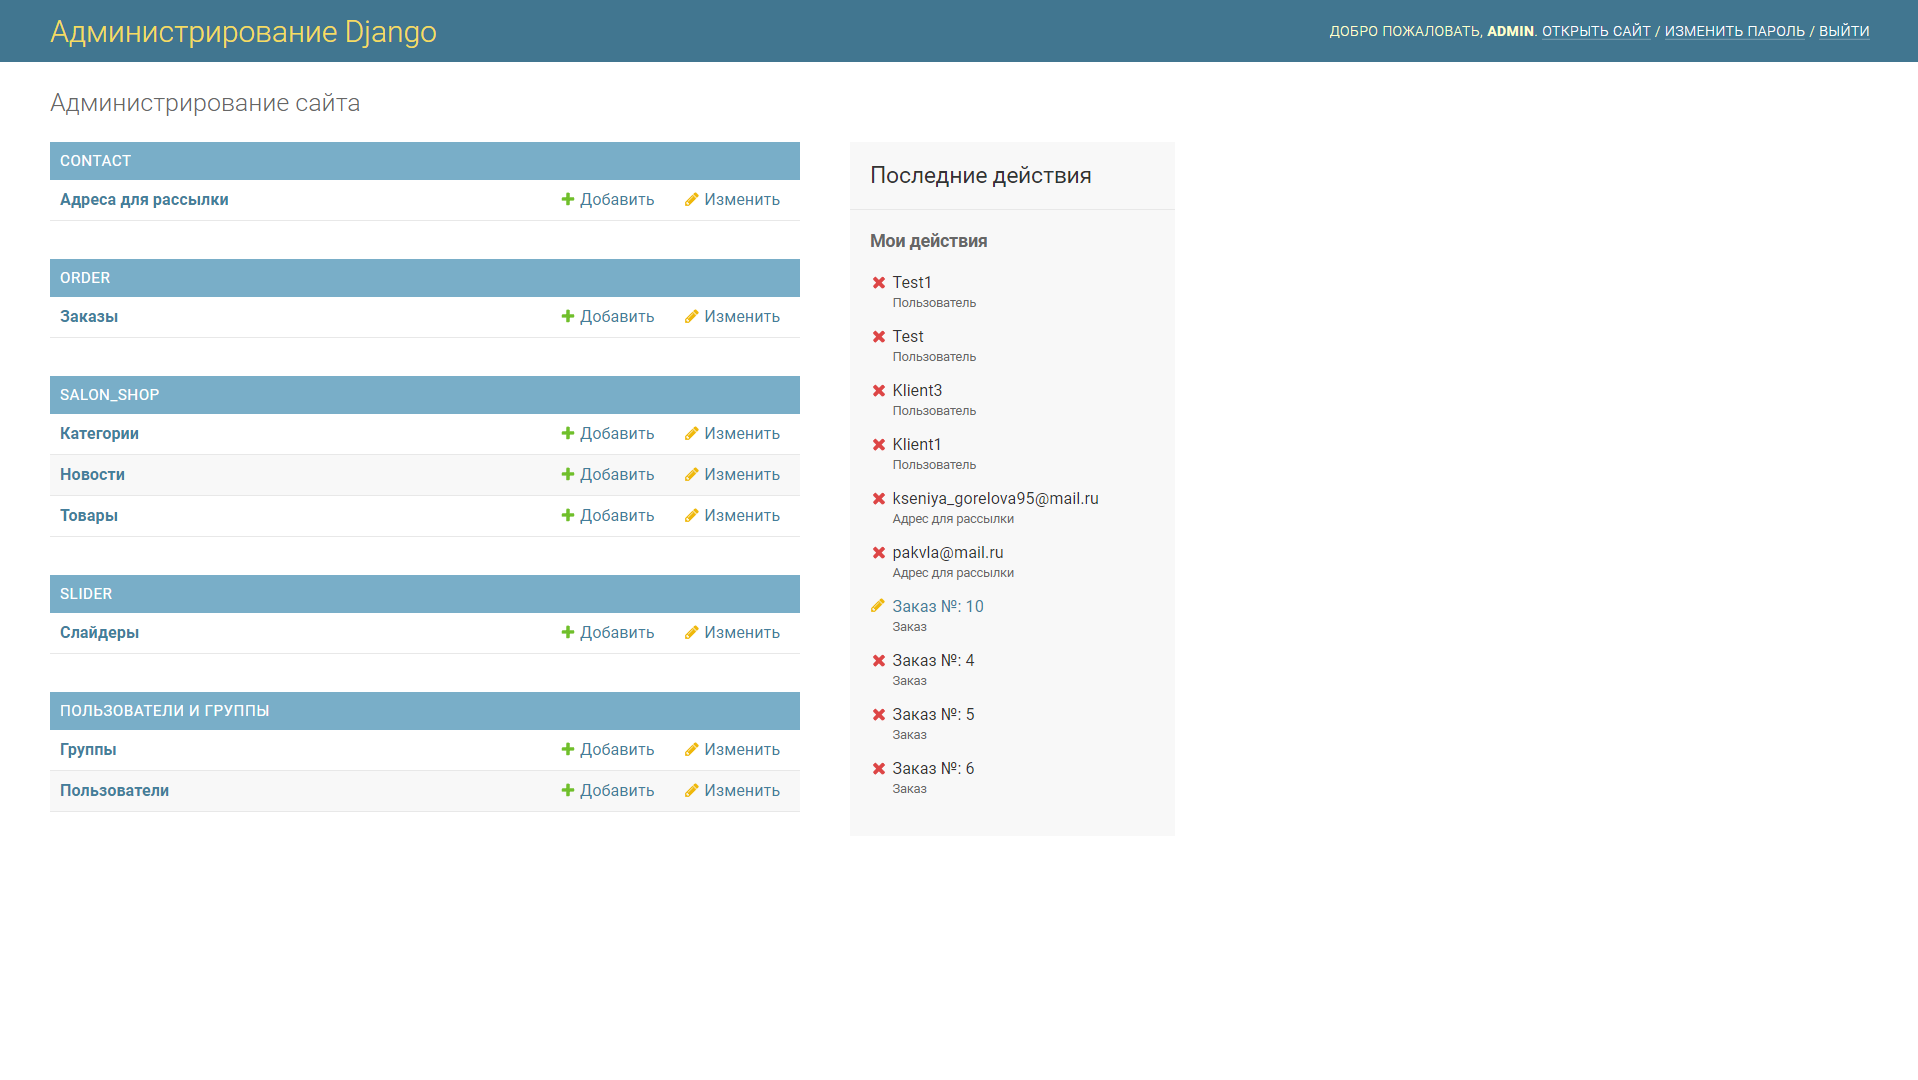 Администрирование Django
ДОБРО ПОЖАЛОВАТЬ, ADMIN. ОТКРЫТЬ САЙТ / ИЗМЕНИТЬ ПАРОЛЬ / ВЫЙТИ
Администрирование сайта
CONTACT
Адреса для рассылки Добавить Изменить
ORDER
Заказы Добавить Изменить
SALON_SHOP
Категории Добавить Изменить
Новости Добавить Изменить
Товары Добавить Изменить
SLIDER
Слайдеры Добавить Изменить
ПОЛЬЗОВАТЕЛИ И ГРУППЫ
Группы Добавить Изменить
Пользователи Добавить Изменить
Последние действия
Мои действия
Test1
Пользователь
Test
Пользователь
Klient3
Пользователь
Klient1
Пользователь
kseniya_gorelova95@mail.ru
Адрес для рассылки
pakvla@mail.ru
Адрес для рассылки
Заказ №: 10
Заказ
Заказ №: 4
Заказ
Заказ №: 5
Заказ
Заказ №: 6
Заказ